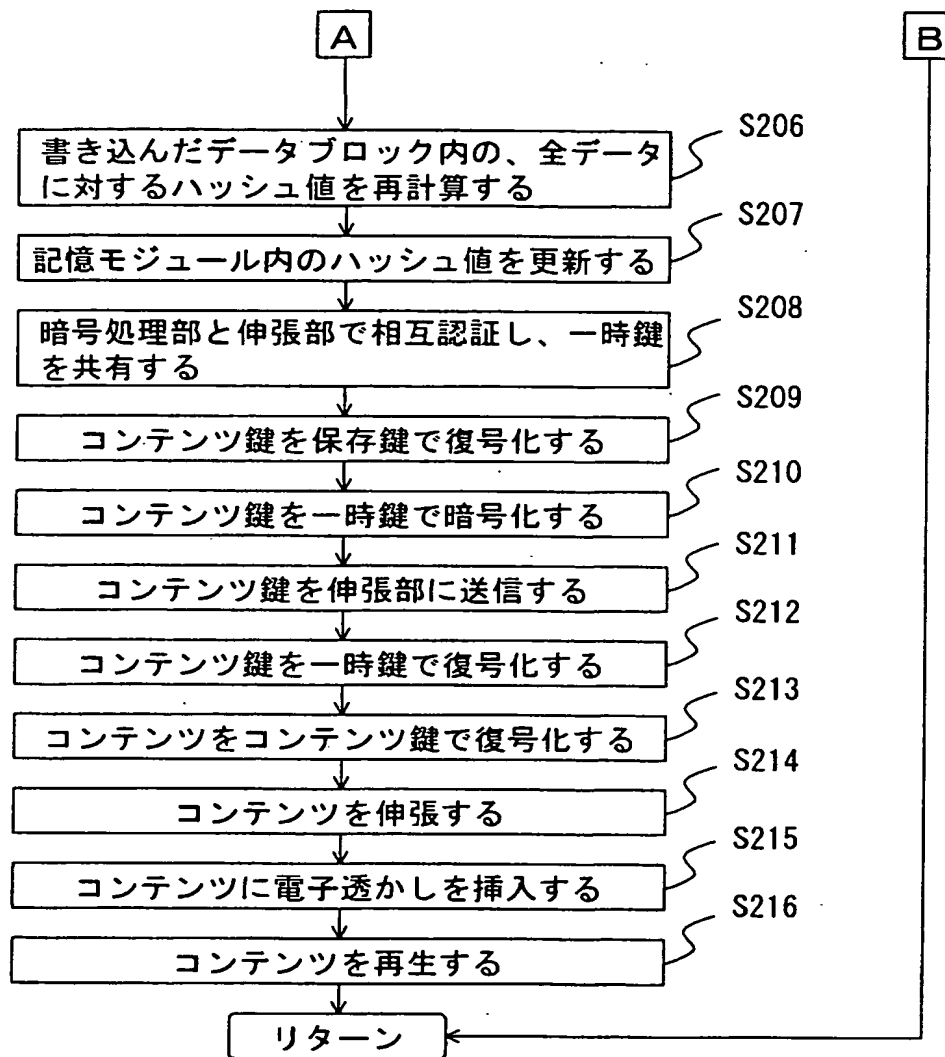 A
B
書き込んだデータブロック内の、全データ
に対するハッシュ値を再計算する
S206
記憶モジュール内のハッシュ値を更新する
S207
暗号処理部と伸張部で相互認証し、一時鍵
を共有する
S208
コンテンツ鍵を保存鍵で復号化する
S209
コンテンツ鍵を一時鍵で暗号化する
S210
コンテンツ鍵を伸張部に送信する
S211
コンテンツ鍵を一時鍵で復号化する
S212
コンテンツをコンテンツ鍵で復号化する
S213
コンテンツを伸張する
S214
コンテンツに電子透かしを挿入する
S215
コンテンツを再生する
S216
リターン